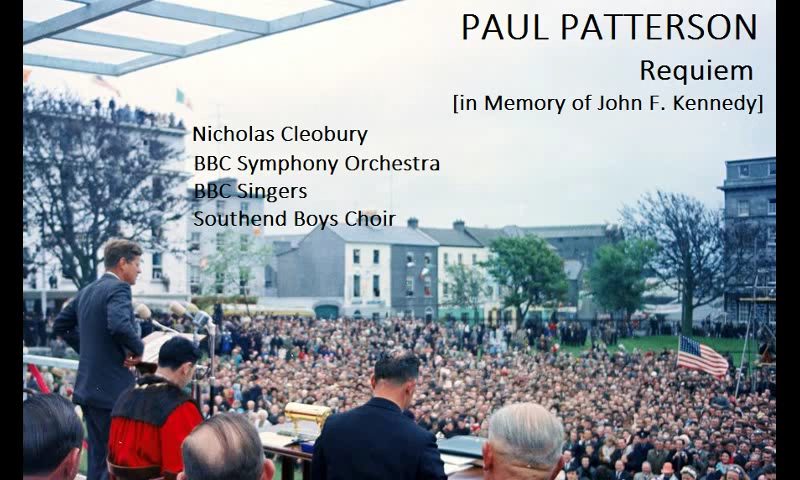 PAUL PATTERSON
Requiem
[in Memory of John F. Kennedy]
Nicholas Cleobury
BBC Symphony Orchestra
BBC Singers
Southend Boys Choir